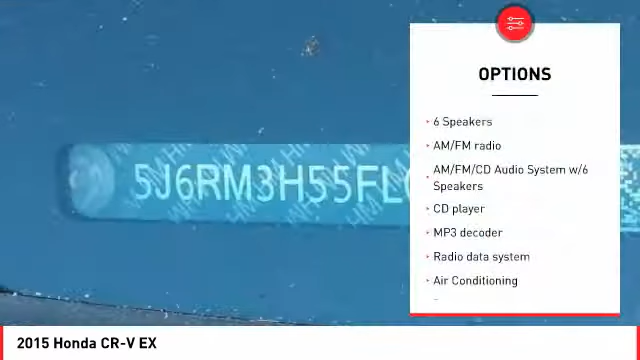 OPTIONS
6 Speakers
AM/FM radio
AM/FM/CD Audio System w/6
Speakers
CD player
MP3 decoder
Radio data system
Air Conditioning
5J6RM3H55FL
2015 Honda CR-V EX